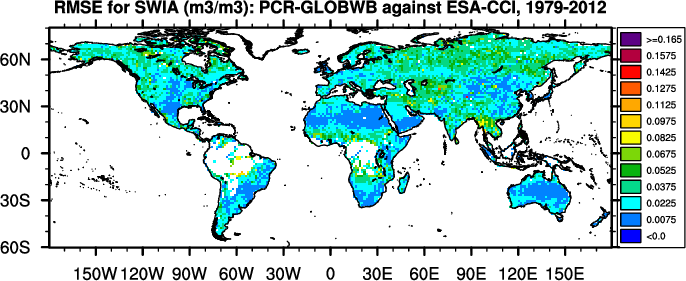 RMSE for SWIA (m3/m3): PCR-GLOBWB against ESA-CCI, 1979-2012
60N
30N
0
30S
60S
150W 120W 90W 60W 30W 0 30E 60E 90E 120E 150E
>=0.165
0.1575
0.1425
0.1275
0.1125
0.0975
0.0825
0.0675
0.0525
0.0375
0.0225
0.0075
<0.0